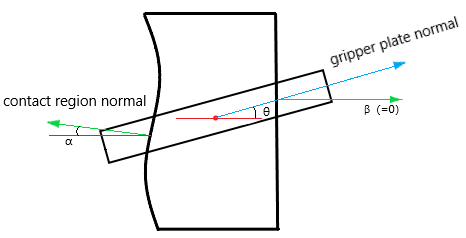 gripper plate normal
contact region normal
β (=0)
θ
α